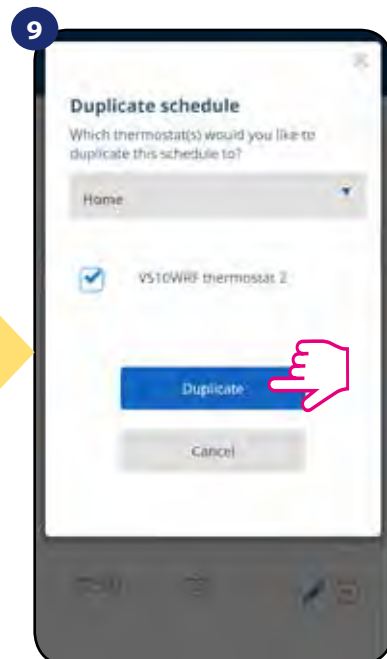 9
Duplicate schedule
Which thermostat(s) would you like to
duplicate this schedule to?
Home
VS10WRF thermostat 2
Duplicate
Cancel